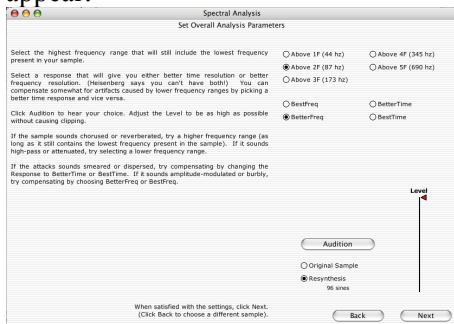 appear.
Spectral Analysis
Set Overall Analysis Parameters
Select the highest frequency range that will still include the lowest frequency
present in your sample.
Select a response that will give you either better time resolution or better
frequency resolution. (Heisenberg says you can't have both!) You can
compensate somewhat for artifacts caused by lower frequency ranges by picking a
better time response and vice versa.
Click Audition to hear your choice. Adjust the Level to be as high as possible
without causing clipping.
If the sample sounds chorused or reverberated, try a higher frequency range (as
long as it still contains the lowest frequency present in your sample). If it sounds
high-pass or attenuated, try selecting a lower frequency range.
If the attacks sounds smeared or dispersed, try compensating by changing the
Response to BetterTime or BestTime. If it sounds amplitude-modulated or burbly,
try compensating by choosing BetterFreq or BestFreq.
Above 1F (44 hz)
Above 4F (345 hz)
Above 2F (87 hz)
Above 5F (690 hz)
Above 3F (173 hz)
BestFreq
BetterTime
BetterFreq
BestTime
Level
Audition
Original Sample
Resynthesis
96 sines
When satisfied with the settings, click Next.
(Click Back to choose a different sample).
Back
Next